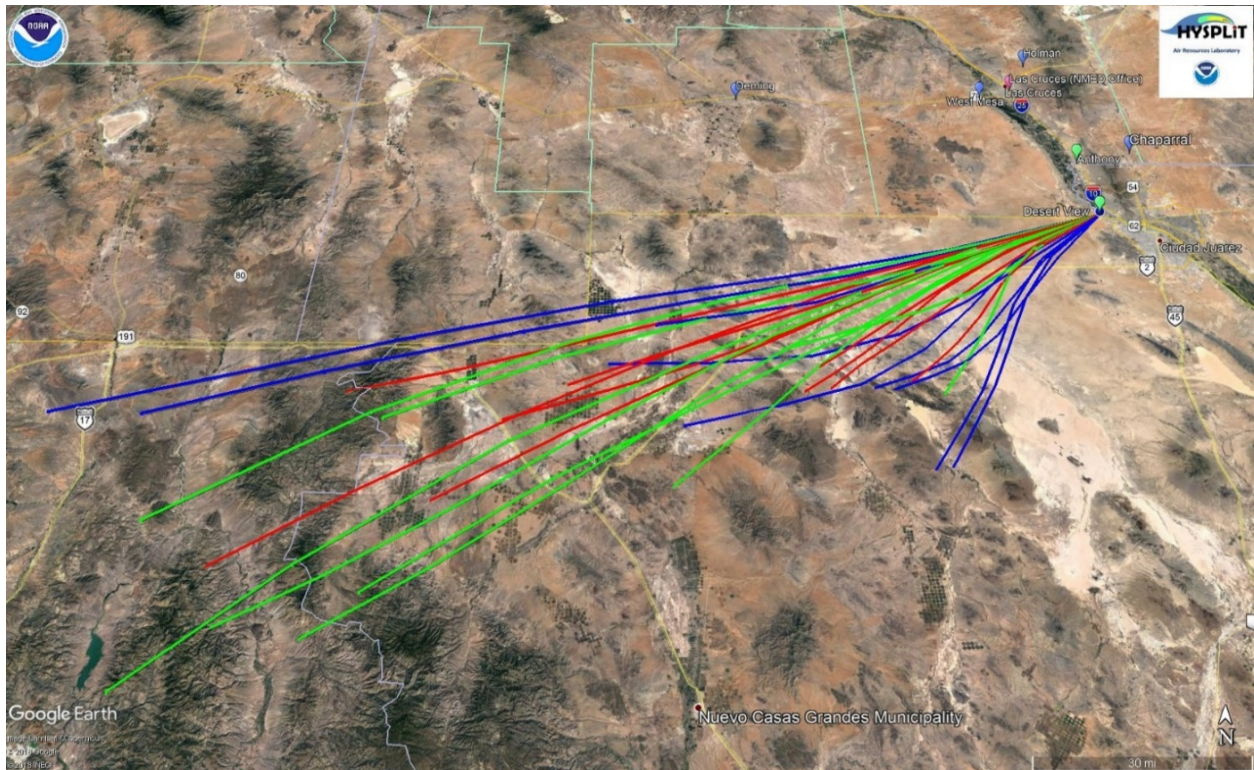 NOAA
HYSPLIT
Air Resources Laboratory
Holman
Las Cruces (NMED Office)
Deming
West Mesa
Las Cruces
25
Chaparral
Anthony
54
10
Desert View
62
Ciudad Juarez
2
80
92
191
45
17
Google Earth
Nuevo Casas Grandes Municipality
N
30 mi